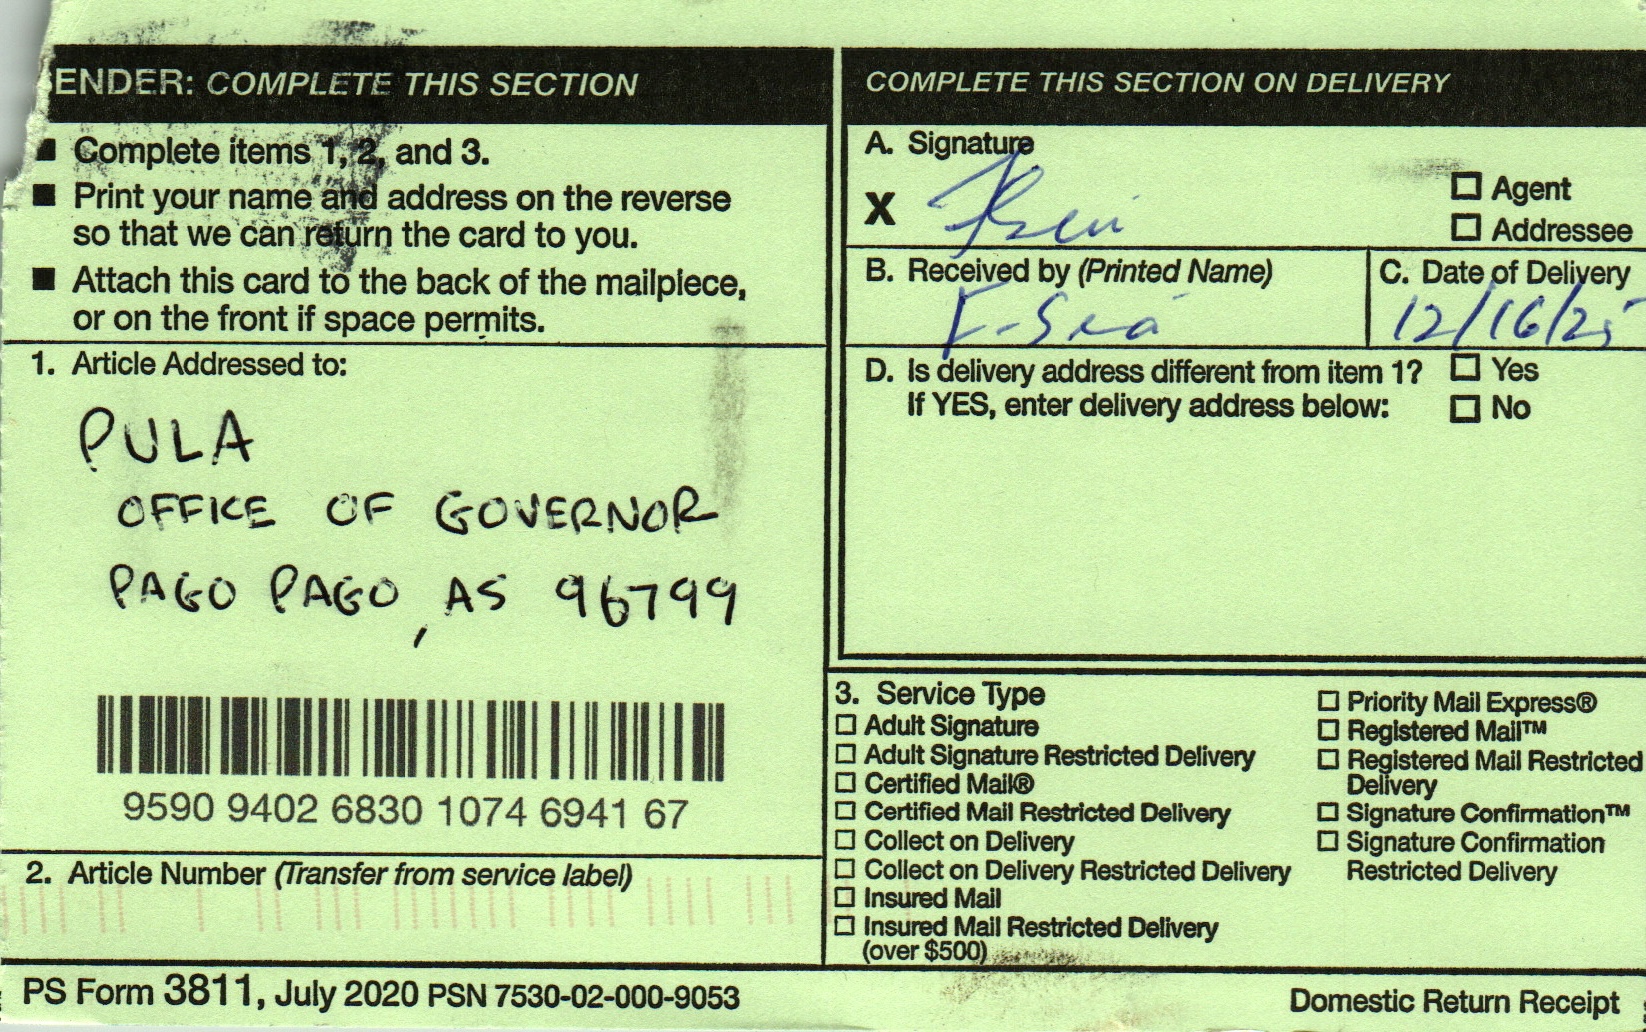 ENDER: COMPLETE THIS SECTION
■ Complete items 1, 2, and 3.
■ Print your name and address on the reverse
so that we can return the card to you.
■ Attach this card to the back of the mailpiece,
or on the front if space permits.
1. Article Addressed to:
PULA
OFFICE OF GOVERNOR
PAGO PAGO, AS 96799
9590 9402 6830 1074 6941 67
2. Article Number (Transfer from service label)
COMPLETE THIS SECTION ON DELIVERY
A. Signature
X
□ Agent
□ Addressee
B. Received by (Printed Name)
C. Date of Delivery
12/16/25
D. Is delivery address different from item 1? □ Yes
If YES, enter delivery address below: □ No
3. Service Type
□ Adult Signature
□ Adult Signature Restricted Delivery
□ Certified Mail®
□ Certified Mail Restricted Delivery
□ Collect on Delivery
□ Collect on Delivery Restricted Delivery
□ Insured Mail
□ Insured Mail Restricted Delivery
(over $500)
□ Priority Mail Express®
□ Registered Mail™
□ Registered Mail Restricted
Delivery
□ Signature Confirmation™
□ Signature Confirmation
Restricted Delivery
PS Form 3811, July 2020 PSN 7530-02-000-9053
Domestic Return Receipt